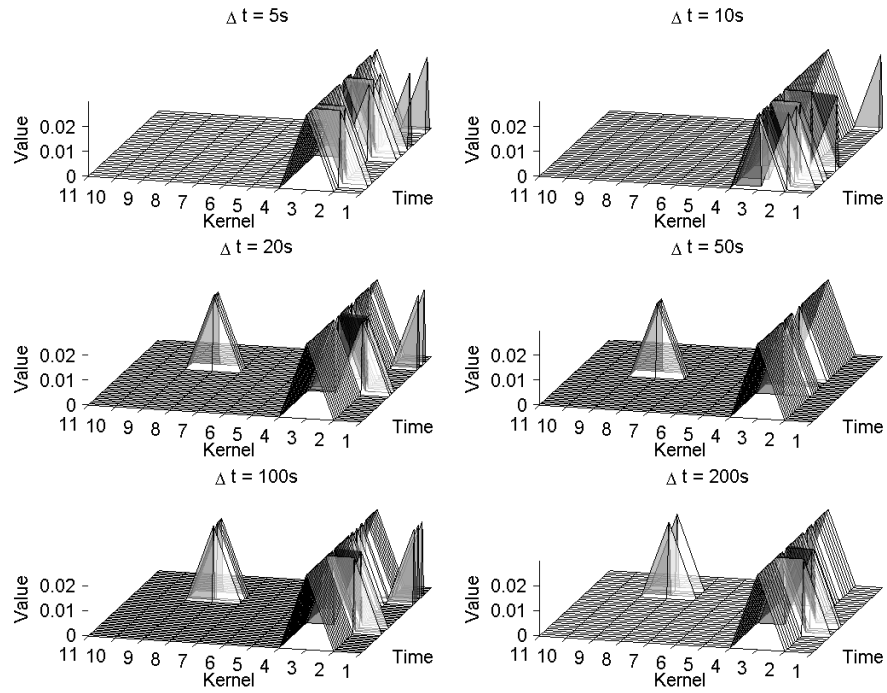 Δ t = 5s
0.02
0.01
0
Value
11 10 9 8 7 6 5 4 3 2 1
Kernel
Time
Δ t = 10s
0.02
0.01
0
Value
11 10 9 8 7 6 5 4 3 2 1
Kernel
Time
Δ t = 20s
0.02
0.01
0
Value
11 10 9 8 7 6 5 4 3 2 1
Kernel
Time
Δ t = 50s
0.02
0.01
0
Value
11 10 9 8 7 6 5 4 3 2 1
Kernel
Time
Δ t = 100s
0.02
0.01
0
Value
11 10 9 8 7 6 5 4 3 2 1
Kernel
Time
Δ t = 200s
0.02
0.01
0
Value
11 10 9 8 7 6 5 4 3 2 1
Kernel
Time